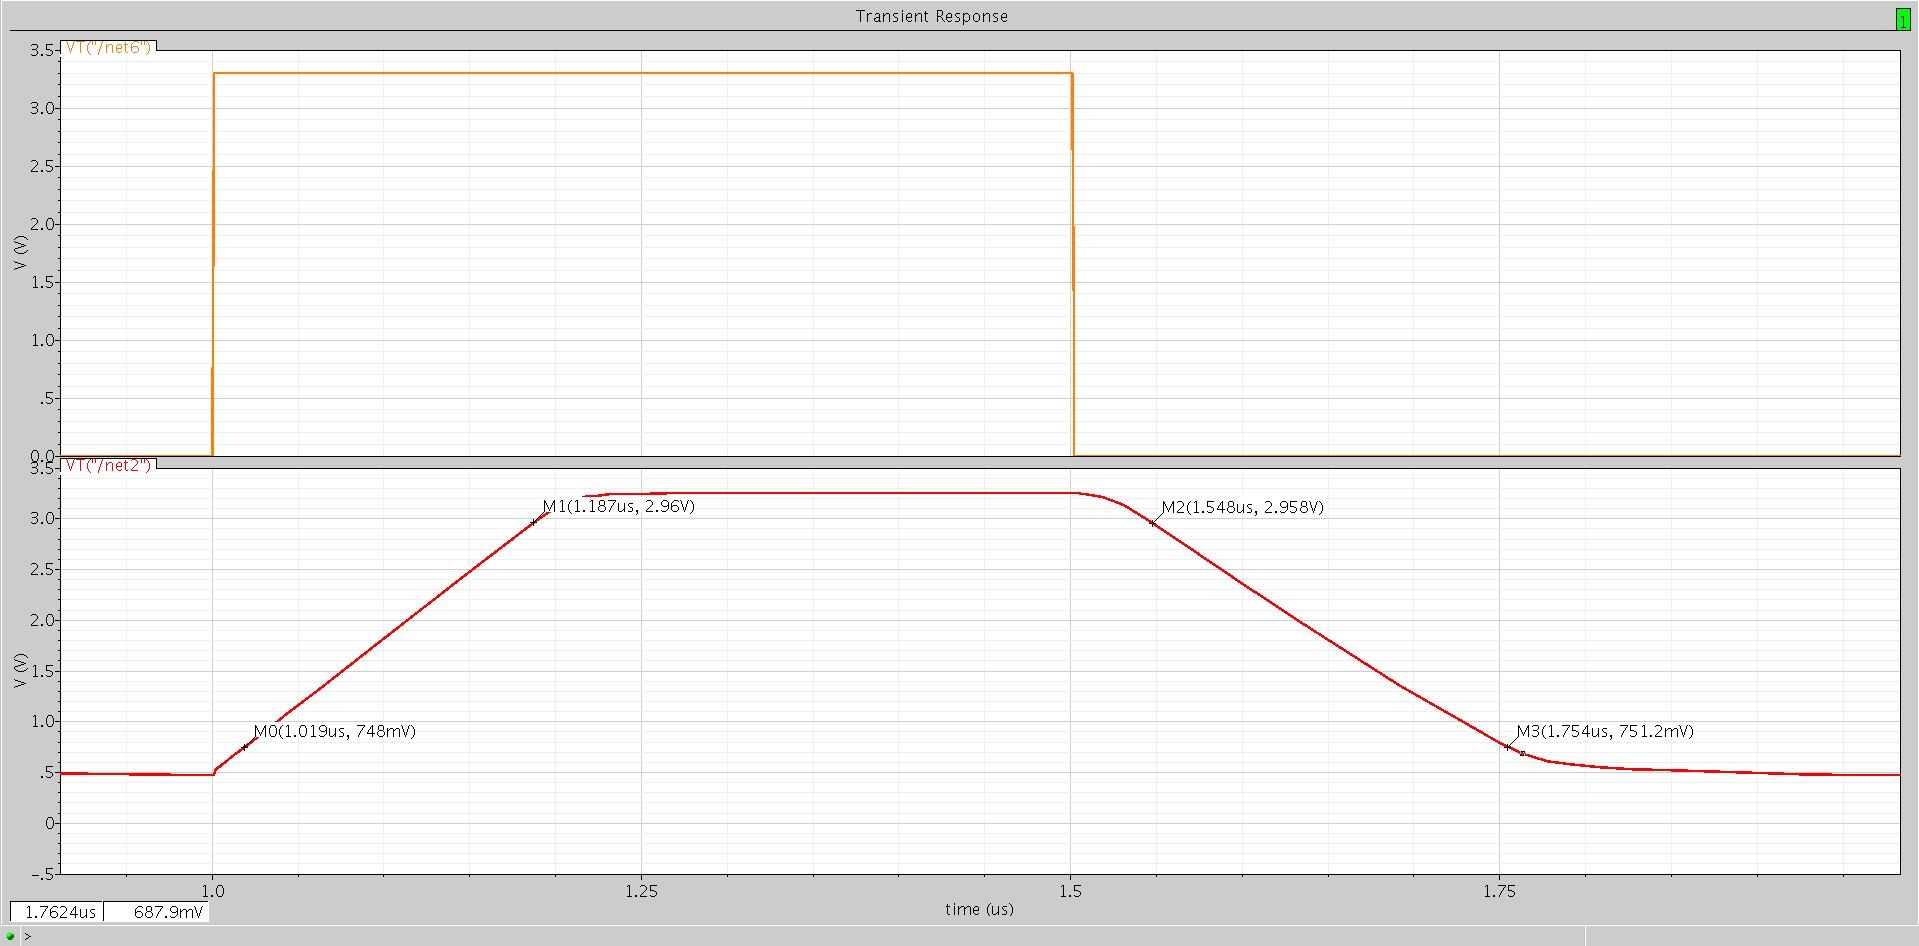 Transient Response
1
VT("/net6")
3.5
3.0
2.5
2.0
V (V)
1.5
1.0
.5
0.0
VT("/net2")
3.5
M1(1.187us, 2.96V)
M2(1.548us, 2.958V)
3.0
2.5
2.0
V (V)
1.5
1.0
M0(1.019us, 748mV)
M3(1.754us, 751.2mV)
.5
0
-.5
1.0 1.25 1.5 1.75
time (us)
1.7624us 687.9mV
>